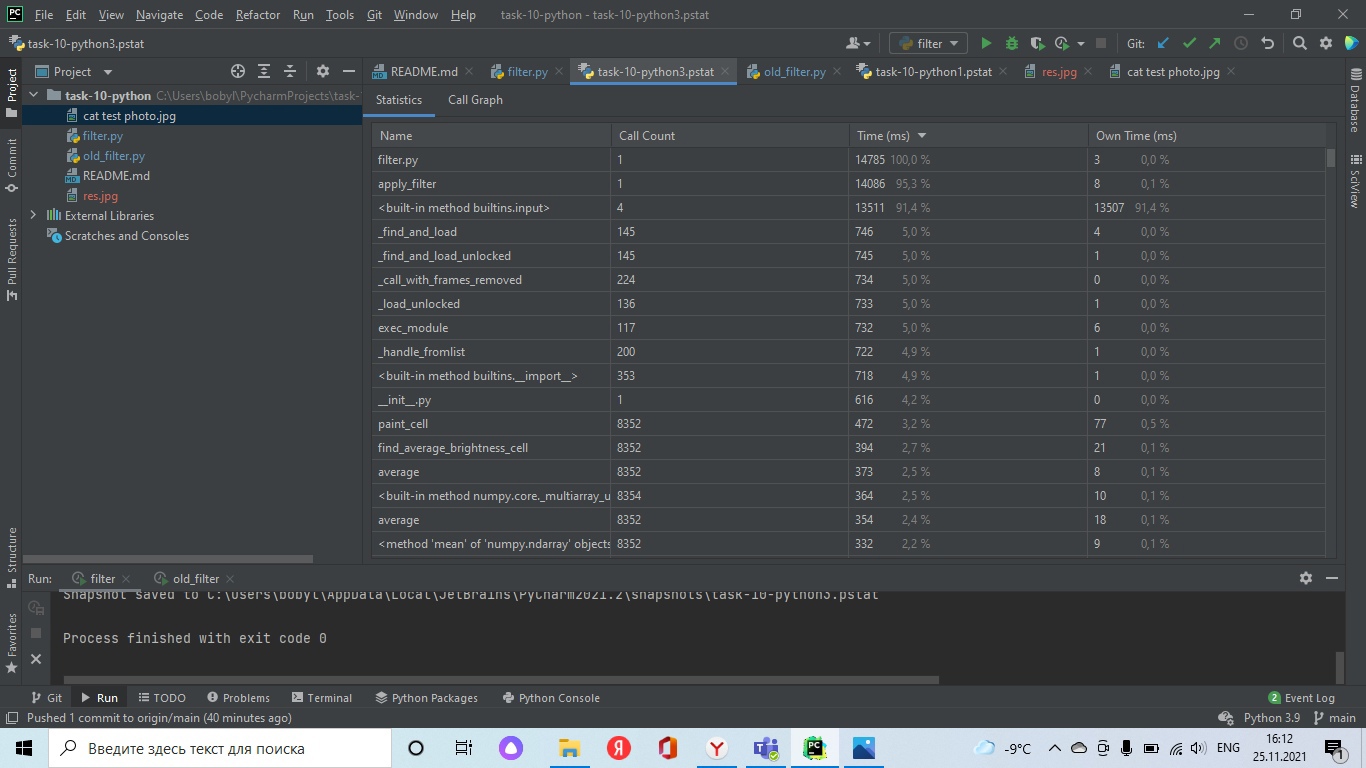 PC File Edit View Navigate Code Refactor Run Tools Git Window Help task-10-python - task-10-python3.pstat
task-10-python3.pstat filter Git:
Project README.md filter.py task-10-python3.pstat old_filter.py task-10-python1.pstat res.jpg cat test photo.jpg
Project
Commit
Pull Requests
Structure
Favorites
task-10-python C:\Users\bobyl\PycharmProjects\task-
cat test photo.jpg
filter.py
old_filter.py
README.md
res.jpg
External Libraries
Scratches and Consoles
Statistics Call Graph
Name Call Count Time (ms) Own Time (ms)
filter.py 1 14785 100,0 % 3 0,0 %
apply_filter 1 14086 95,3 % 8 0,1 %
<built-in method builtins.input> 4 13511 91,4 % 13507 91,4 %
_find_and_load 145 746 5,0 % 4 0,0 %
_find_and_load_unlocked 145 745 5,0 % 1 0,0 %
_call_with_frames_removed 224 734 5,0 % 0 0,0 %
_load_unlocked 136 733 5,0 % 1 0,0 %
exec_module 117 732 5,0 % 6 0,0 %
_handle_fromlist 200 722 4,9 % 1 0,0 %
<built-in method builtins.__import__> 353 718 4,9 % 1 0,0 %
__init__.py 1 616 4,2 % 0 0,0 %
paint_cell 8352 472 3,2 % 77 0,5 %
find_average_brightness_cell 8352 394 2,7 % 21 0,1 %
average 8352 373 2,5 % 8 0,1 %
<built-in method numpy.core._multiarray_u 8354 364 2,5 % 10 0,1 %
average 8352 354 2,4 % 18 0,1 %
<method 'mean' of 'numpy.ndarray' objects 8352 332 2,2 % 9 0,1 %
Database
SciView
Run: filter old_filter
Snapshot saved to C:\Users\bobyl\AppData\Local\JetBrains\PyCharm2021.2\snapshots\task-10-python3.pstat
Process finished with exit code 0
Git Run TODO Problems Terminal Python Packages Python Console 2 Event Log
Pushed 1 commit to origin/main (40 minutes ago) Python 3.9 main
Введите здесь текст для поиска Я Y PC -9°C ENG 16:12
25.11.2021 1